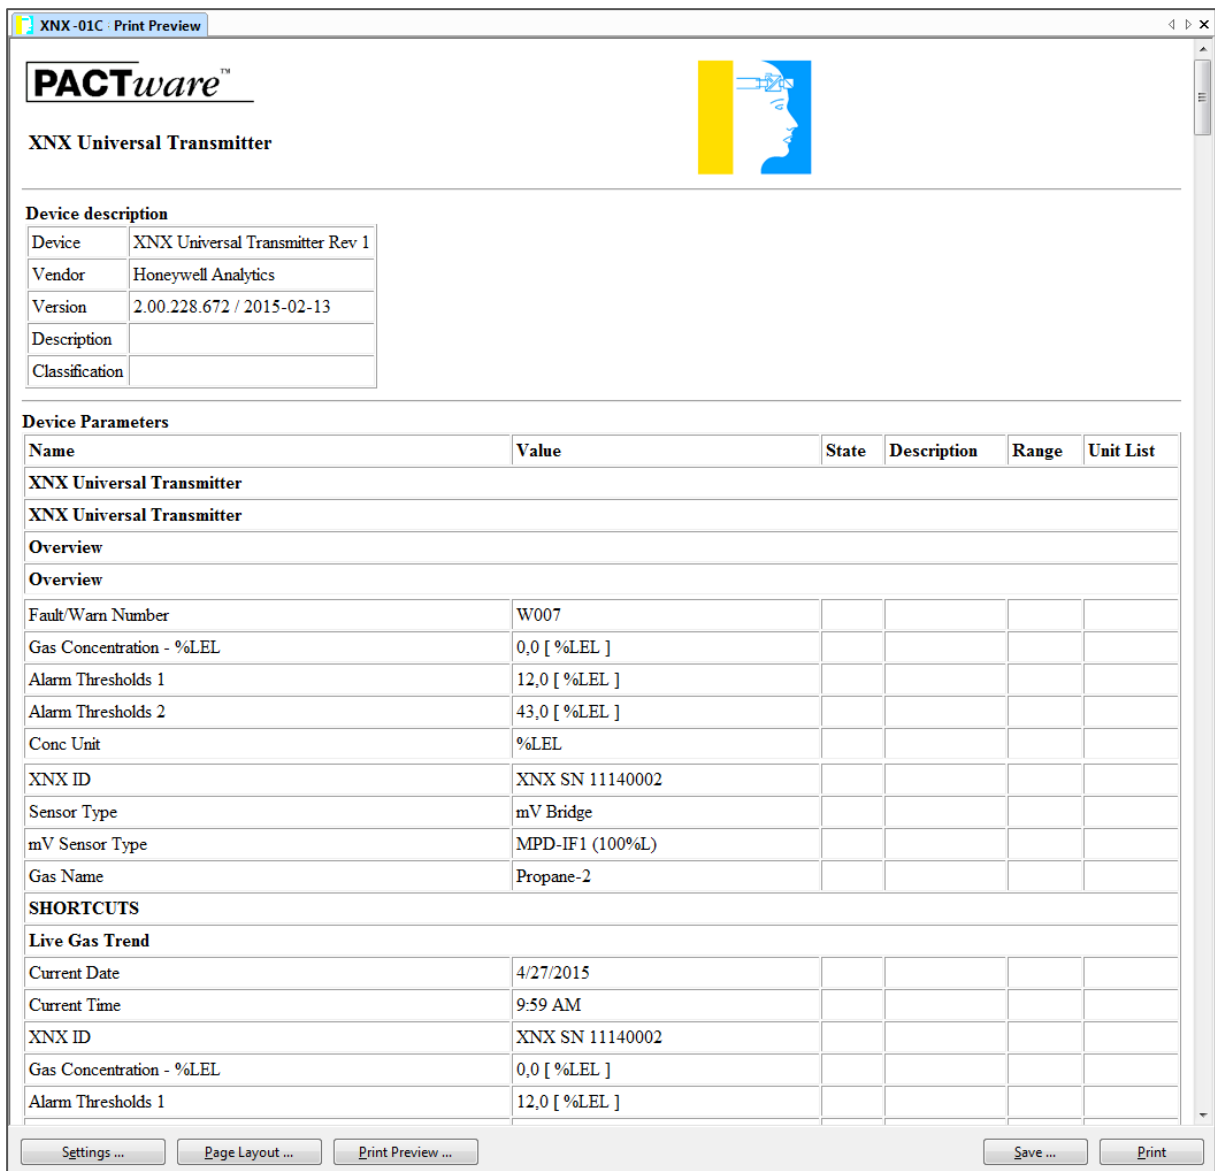 XNX -01C Print Preview
PACTware™
XNX Universal Transmitter
Device description
Device XNX Universal Transmitter Rev 1
Vendor Honeywell Analytics
Version 2.00.228.672 / 2015-02-13
Description
Classification
Device Parameters
Name Value State Description Range Unit List
XNX Universal Transmitter
XNX Universal Transmitter
Overview
Overview
Fault/Warn Number W007
Gas Concentration - %LEL 0,0 [ %LEL ]
Alarm Thresholds 1 12,0 [ %LEL ]
Alarm Thresholds 2 43,0 [ %LEL ]
Conc Unit %LEL
XNX ID XNX SN 11140002
Sensor Type mV Bridge
mV Sensor Type MPD-IF1 (100%L)
Gas Name Propane-2
SHORTCUTS
Live Gas Trend
Current Date 4/27/2015
Current Time 9:59 AM
XNX ID XNX SN 11140002
Gas Concentration - %LEL 0,0 [ %LEL ]
Alarm Thresholds 1 12,0 [ %LEL ]
Settings ... Page Layout ... Print Preview ... Save ... Print